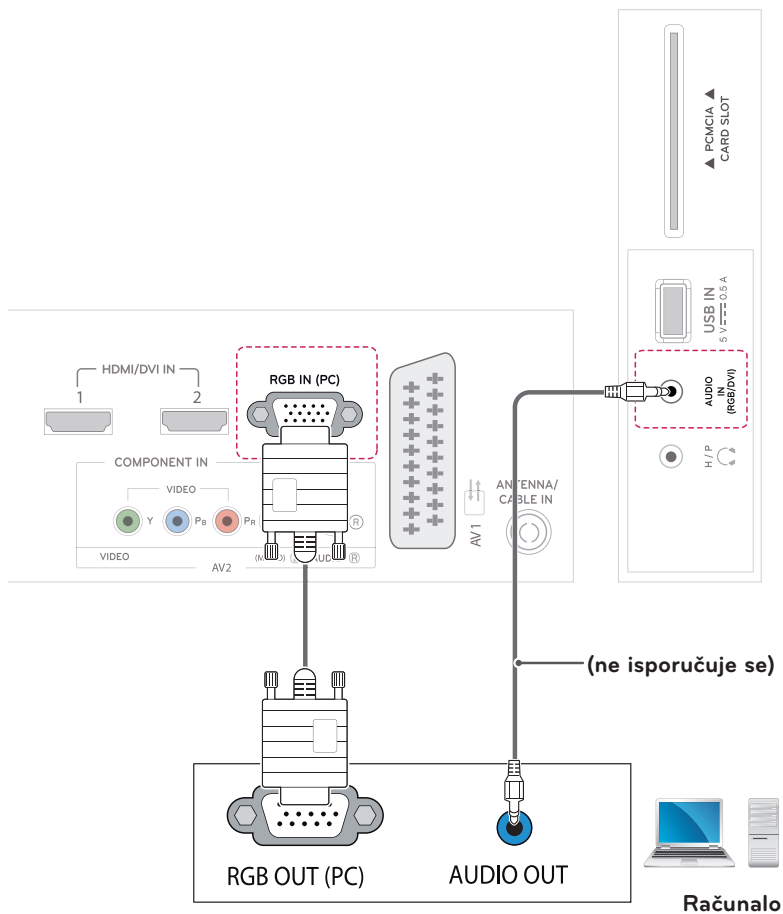 ▲ PCMCIA ▲
CARD SLOT
USB IN
5 V 0.5 A
AUDIO
IN
(RGB/DVI)
H / P
HDMI/DVI IN
1 2
RGB IN (PC)
COMPONENT IN
VIDEO
Y PB PR R
VIDEO
AV2
AUD R
AV1
ANTENNA/
CABLE IN
(ne isporučuje se)
RGB OUT (PC)
AUDIO OUT
Računalo